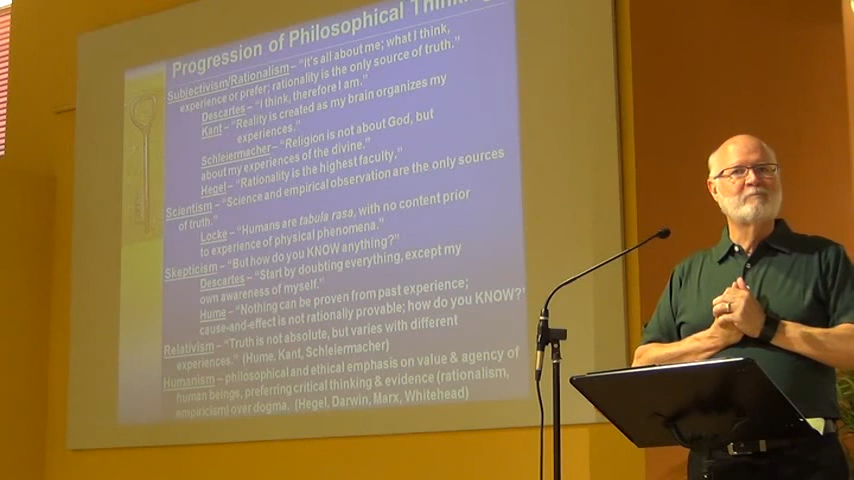 Progression of Philosophical Thinking
Subjectivism/Rationalism – "it's all about me; what I think,
experience or prefer; rationality is the only source of truth."
Descartes – "I think, therefore I am."
Kant – "Reality is created as my brain organizes my
experiences."
Schleiermacher – "Religion is not about God, but
about my experiences of the divine."
Hegel – "Rationality is the highest faculty."
Scientism – "Science and empirical observation are the only sources
of truth."
Locke – "Humans are tabula rasa, with no content prior
to experience of physical phenomena."
Skepticism – "But how do you KNOW anything?"
Descartes – "Start by doubting everything, except my
own awareness of myself."
Hume – "Nothing can be proven from past experience;
cause-and-effect is not rationally provable; how do you KNOW?'
Relativism – "Truth is not absolute, but varies with different
experiences." (Hume, Kant, Schleiermacher)
Humanism – philosophical and ethical emphasis on value & agency of
human beings, preferring critical thinking & evidence (rationalism,
empiricism) over dogma. (Hegel, Darwin, Marx, Whitehead)